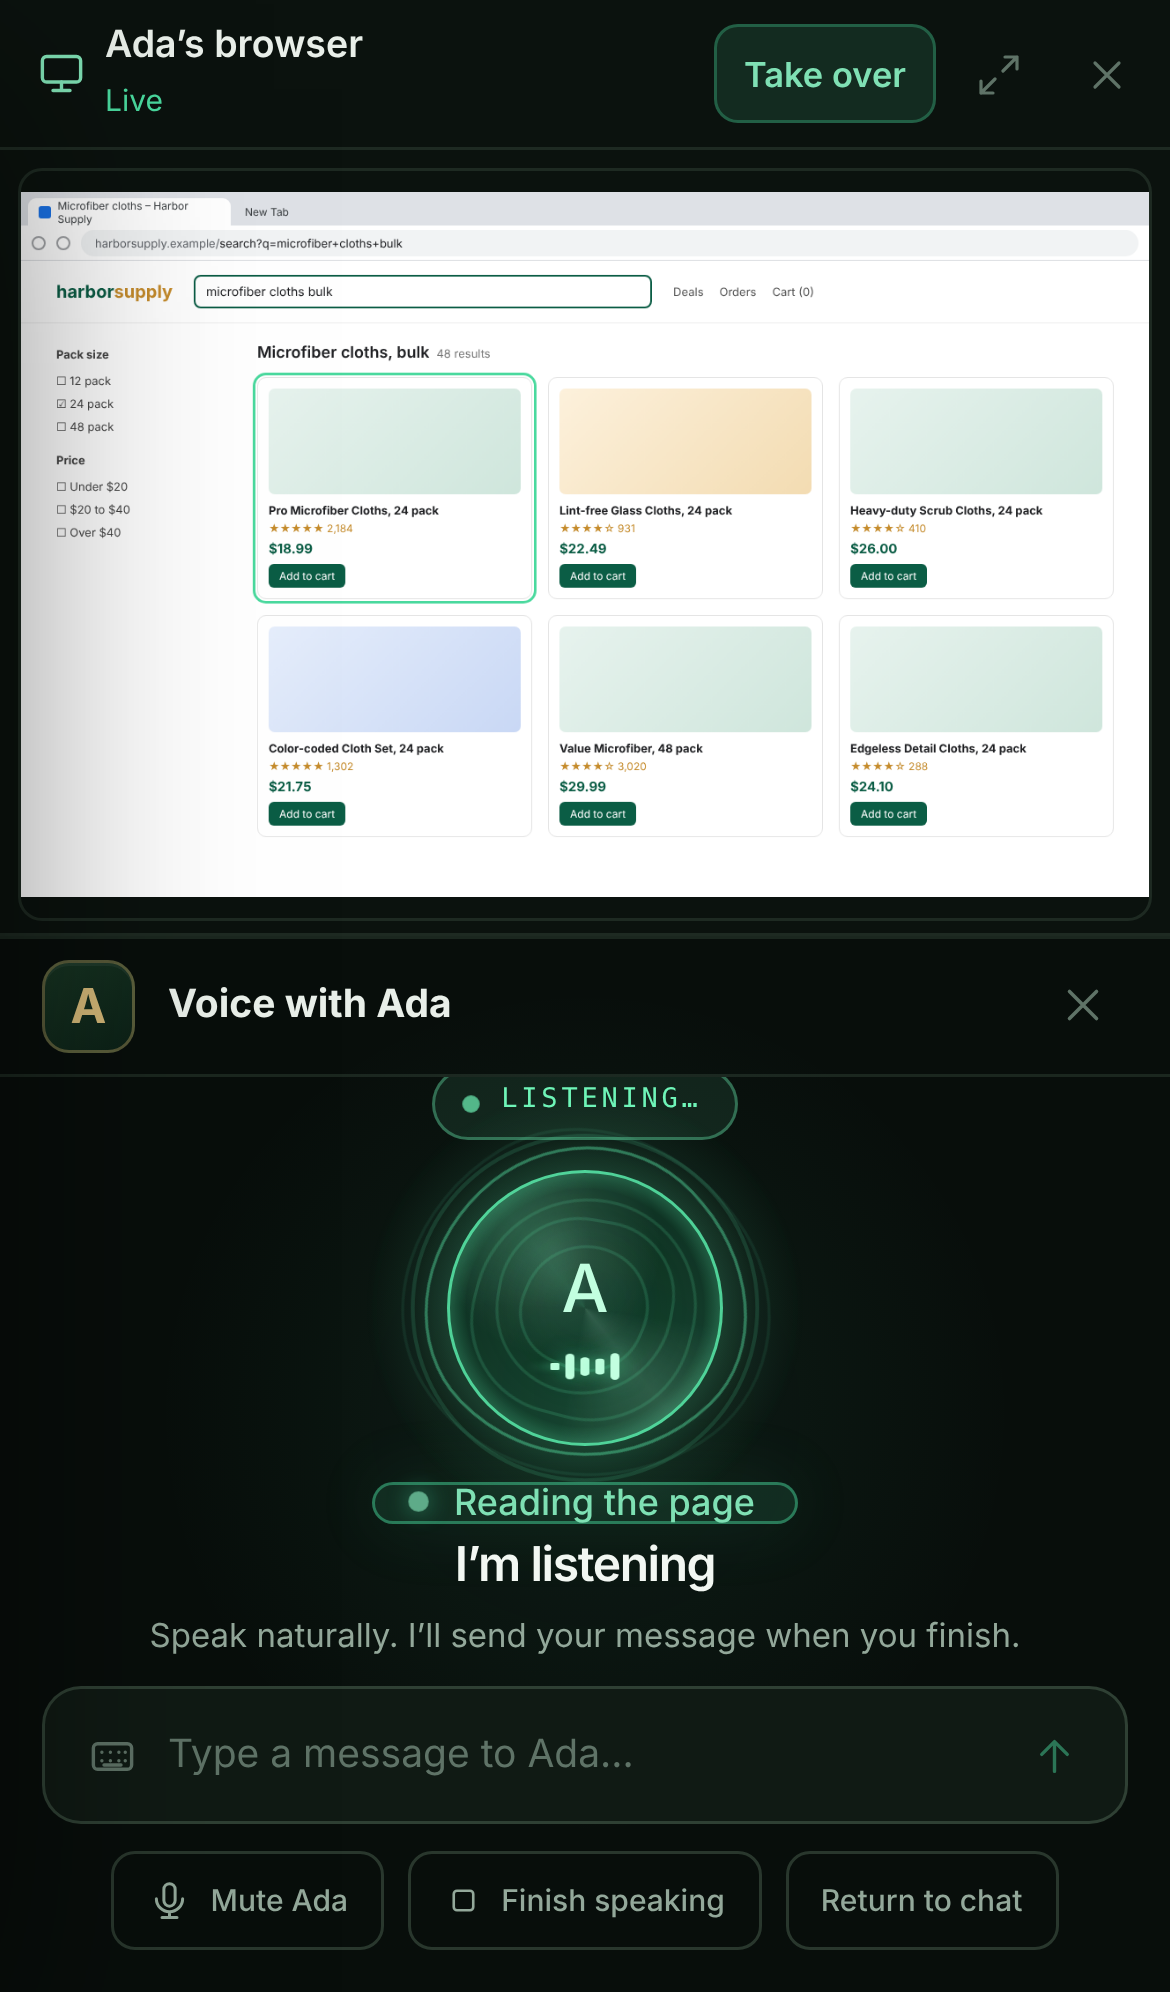 Ada’s browser
Live
Take over
Microfiber cloths – Harbor Supply
New Tab
harborsupply.example/search?q=microfiber+cloths+bulk
harborsupply
microfiber cloths bulk
Deals Orders Cart (0)
Pack size
☐ 12 pack
☑ 24 pack
☐ 48 pack
Price
☐ Under $20
☐ $20 to $40
☐ Over $40
Microfiber cloths, bulk 48 results
Pro Microfiber Cloths, 24 pack
★★★★★ 2,184
$18.99
Add to cart
Lint-free Glass Cloths, 24 pack
★★★★☆ 931
$22.49
Add to cart
Heavy-duty Scrub Cloths, 24 pack
★★★★☆ 410
$26.00
Add to cart
Color-coded Cloth Set, 24 pack
★★★★★ 1,302
$21.75
Add to cart
Value Microfiber, 48 pack
★★★★☆ 3,020
$29.99
Add to cart
Edgeless Detail Cloths, 24 pack
★★★★☆ 288
$24.10
Add to cart
A
Voice with Ada
LISTENING…
A
Reading the page
I’m listening
Speak naturally. I’ll send your message when you finish.
Type a message to Ada...
Mute Ada
Finish speaking
Return to chat